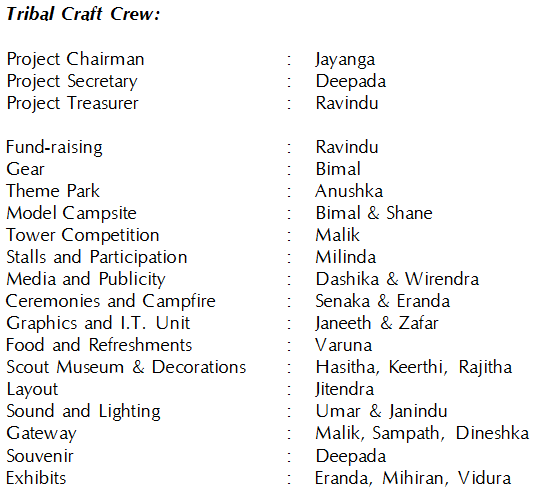 Tribal Craft Crew:
Project Chairman : Jayanga
Project Secretary : Deepada
Project Treasurer : Ravindu
Fund-raising : Ravindu
Gear : Bimal
Theme Park : Anushka
Model Campsite : Bimal & Shane
Tower Competition : Malik
Stalls and Participation : Milinda
Media and Publicity : Dashika & Wirendra
Ceremonies and Campfire : Senaka & Eranda
Graphics and I.T. Unit : Janeeth & Zafar
Food and Refreshments : Varuna
Scout Museum & Decorations : Hasitha, Keerthi, Rajitha
Layout : Jitendra
Sound and Lighting : Umar & Janindu
Gateway : Malik, Sampath, Dineshka
Souvenir : Deepada
Exhibits : Eranda, Mihiran, Vidura